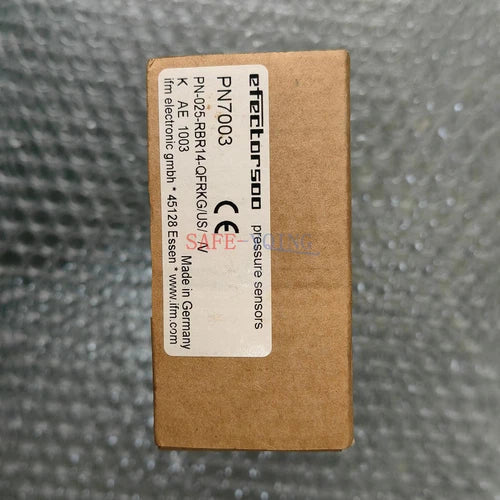 efector500 pressure sensors
PN7003
PN-025-RBR14-QFRKG/US/ /V
K AE 1003 Made in Germany
ifm electronic gmbh * 45128 Essen * www.ifm.com
CE
SAFE-